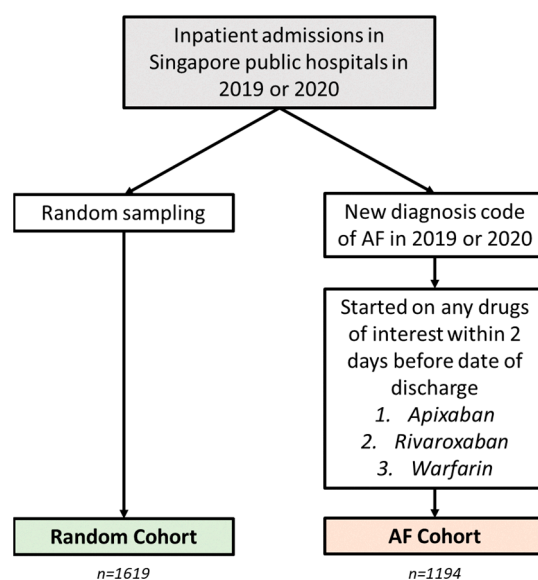 Inpatient admissions in
Singapore public hospitals in
2019 or 2020
Random sampling
New diagnosis code
of AF in 2019 or 2020
Started on any drugs
of interest within 2
days before date of
discharge
1. Apixaban
2. Rivaroxaban
3. Warfarin
Random Cohort
AF Cohort
n=1619
n=1194